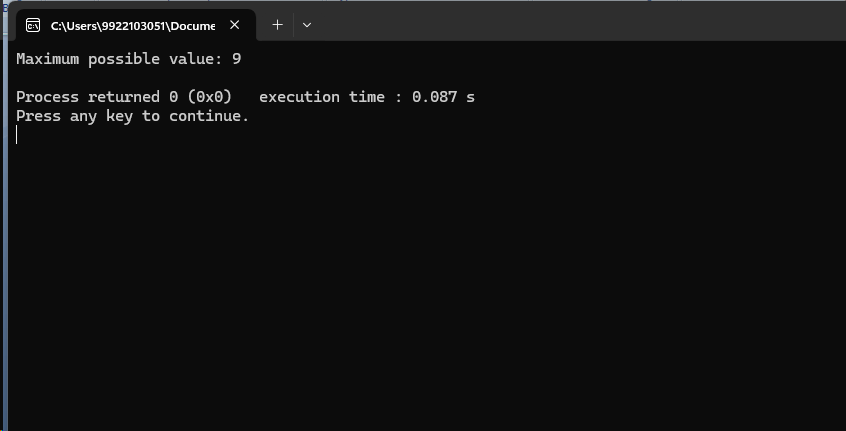 C:\Users\9922103051\Docume
Maximum possible value: 9
Process returned 0 (0x0)   execution time : 0.087 s
Press any key to continue.